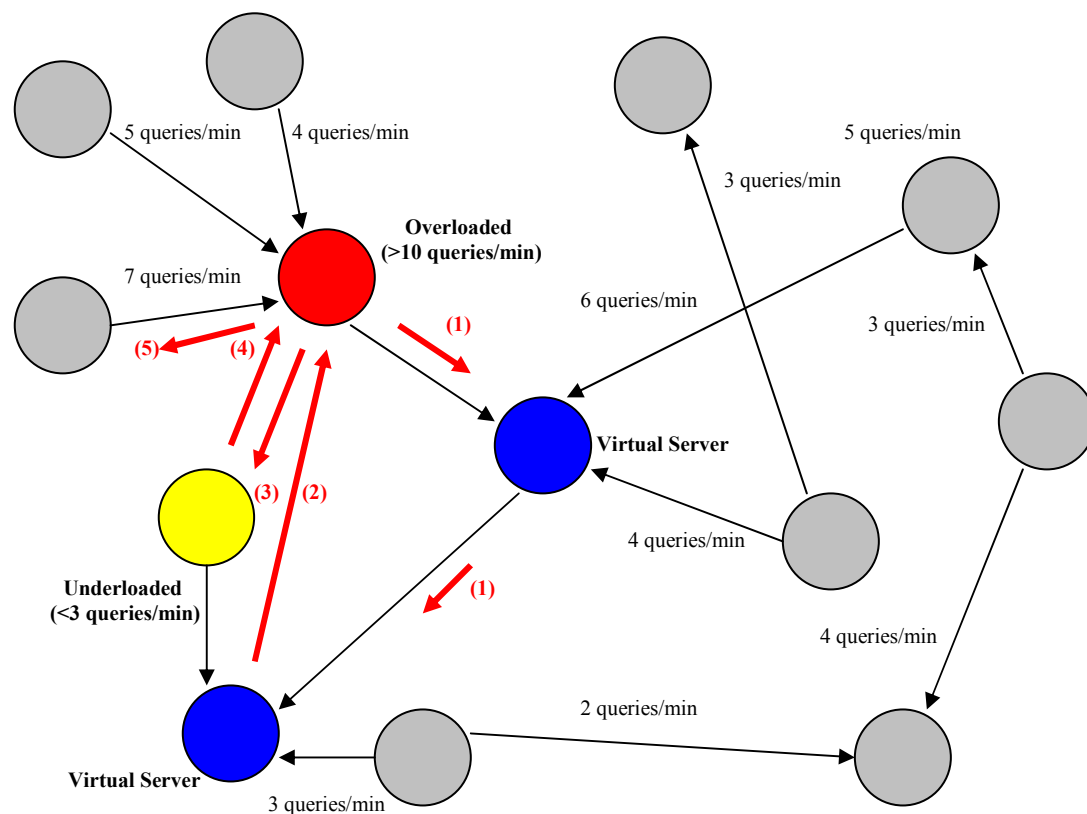 5 queries/min
4 queries/min
5 queries/min
3 queries/min
Overloaded
(>10 queries/min)
7 queries/min
6 queries/min
(1)
3 queries/min
(5)
(4)
Virtual Server
(3)
(2)
4 queries/min
Underloaded
(<3 queries/min)
(1)
4 queries/min
2 queries/min
Virtual Server
3 queries/min